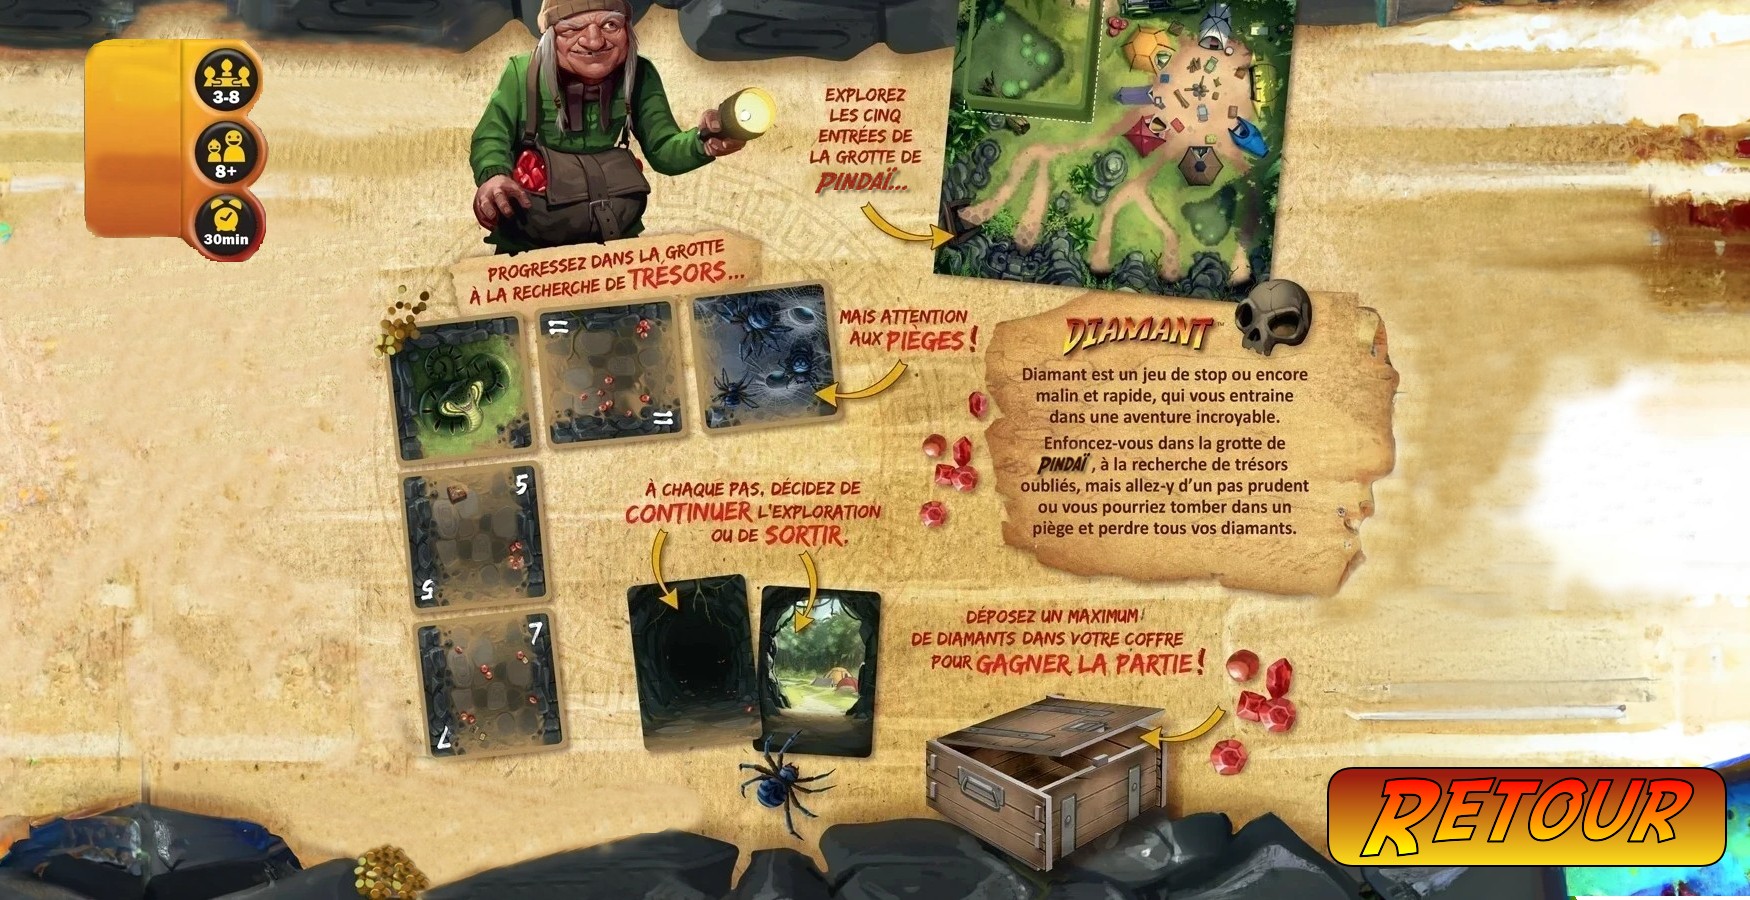 3-8
8+
30min
EXPLOREZ
LES CINQ
ENTRÉES DE
LA GROTTE DE
PINDAÏ...
PROGRESSEZ DANS LA GROTTE
À LA RECHERCHE DE TRÉSORS...
MAIS ATTENTION
AUX PIÈGES !
11
11
5
5
7
7
DIAMANT™
Diamant est un jeu de stop ou encore
malin et rapide, qui vous entraine
dans une aventure incroyable.
Enfoncez-vous dans la grotte de
PINDAÏ, à la recherche de trésors
oubliés, mais allez-y d'un pas prudent
ou vous pourriez tomber dans un
piège et perdre tous vos diamants.
À CHAQUE PAS, DÉCIDEZ DE
CONTINUER L'EXPLORATION
OU DE SORTIR.
DÉPOSEZ UN MAXIMUM
DE DIAMANTS DANS VOTRE COFFRE
POUR GAGNER LA PARTIE !
RETOUR